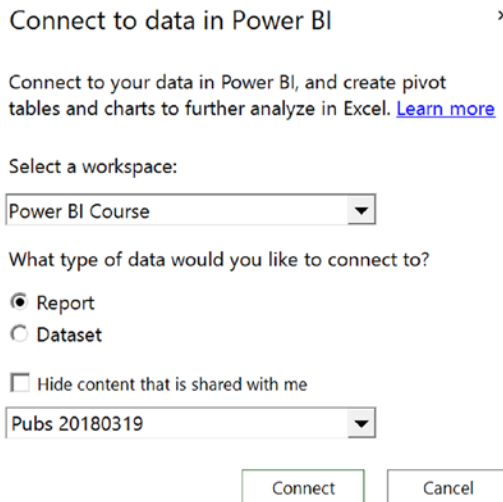 Connect to data in Power BI
Connect to your data in Power BI, and create pivot
tables and charts to further analyze in Excel. Learn more
Select a workspace:
Power BI Course
What type of data would you like to connect to?
Report
Dataset
Hide content that is shared with me
Pubs 20180319
Connect Cancel